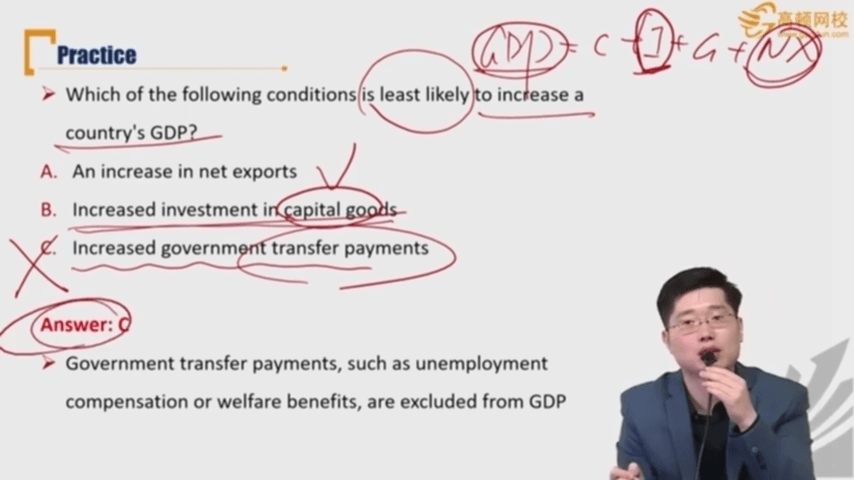 高顿网校
Practice
GDP = C + I + G + NX
➤ Which of the following conditions is least likely to increase a
country's GDP?
A. An increase in net exports
B. Increased investment in capital goods
C. Increased government transfer payments
Answer: C
➤ Government transfer payments, such as unemployment
compensation or welfare benefits, are excluded from GDP